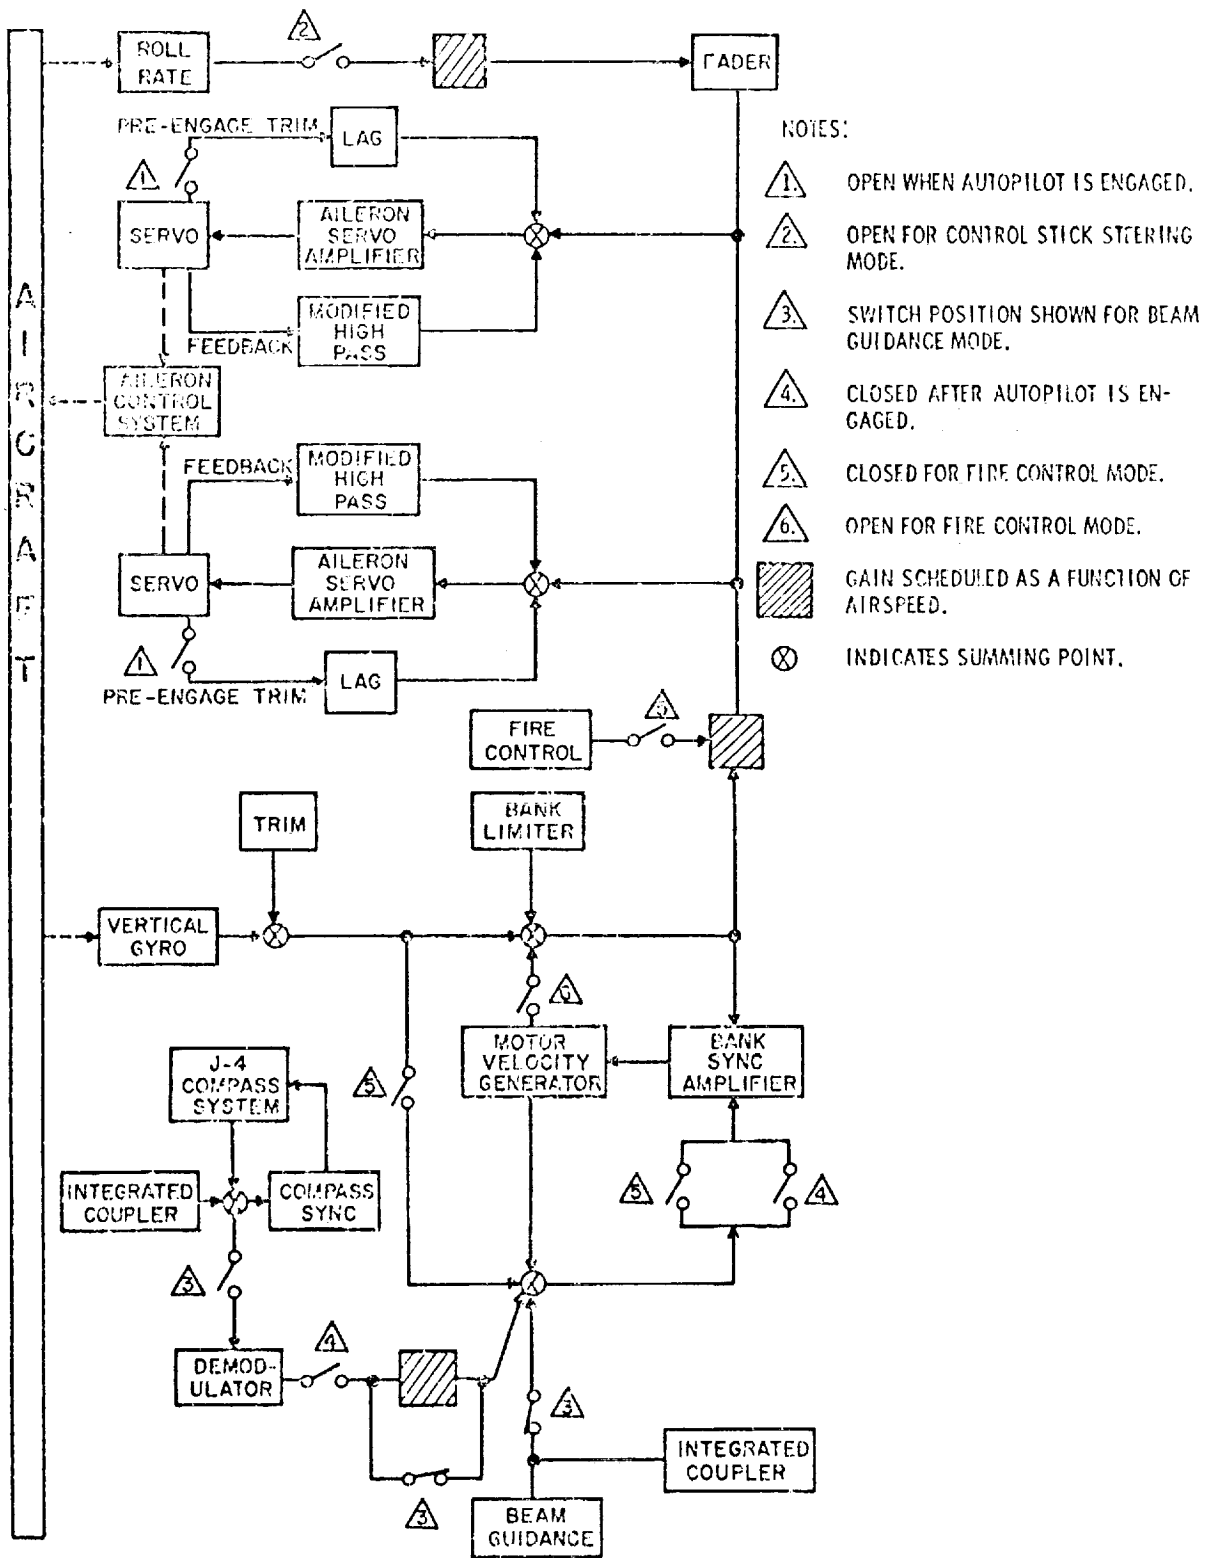 AIRCRAFT
ROLL
RATE
2
FADER
PRE-ENGAGE TRIM
LAG
1
SERVO
AILERON
SERVO
AMPLIFIER
FEEDBACK
MODIFIED
HIGH
PASS
AILERON
CONTROL
SYSTEM
FEEDBACK
MODIFIED
HIGH
PASS
SERVO
AILERON
SERVO
AMPLIFIER
1
PRE-ENGAGE TRIM
LAG
NOTES:
1. OPEN WHEN AUTOPILOT IS ENGAGED.
2. OPEN FOR CONTROL STICK STEERING
MODE.
3. SWITCH POSITION SHOWN FOR BEAM
GUIDANCE MODE.
4. CLOSED AFTER AUTOPILOT IS EN-
GAGED.
5. CLOSED FOR FIRE CONTROL MODE.
6. OPEN FOR FIRE CONTROL MODE.
GAIN SCHEDULED AS A FUNCTION OF
AIRSPEED.
INDICATES SUMMING POINT.
FIRE
CONTROL
TRIM
BANK
LIMITER
VERTICAL
GYRO
6
MOTOR
VELOCITY
GENERATOR
BANK
SYNC
AMPLIFIER
J-4
COMPASS
SYSTEM
5
INTEGRATED
COUPLER
COMPASS
SYNC
5
4
3
DEMOD-
ULATOR
4
3
3
INTEGRATED
COUPLER
BEAM
GUIDANCE